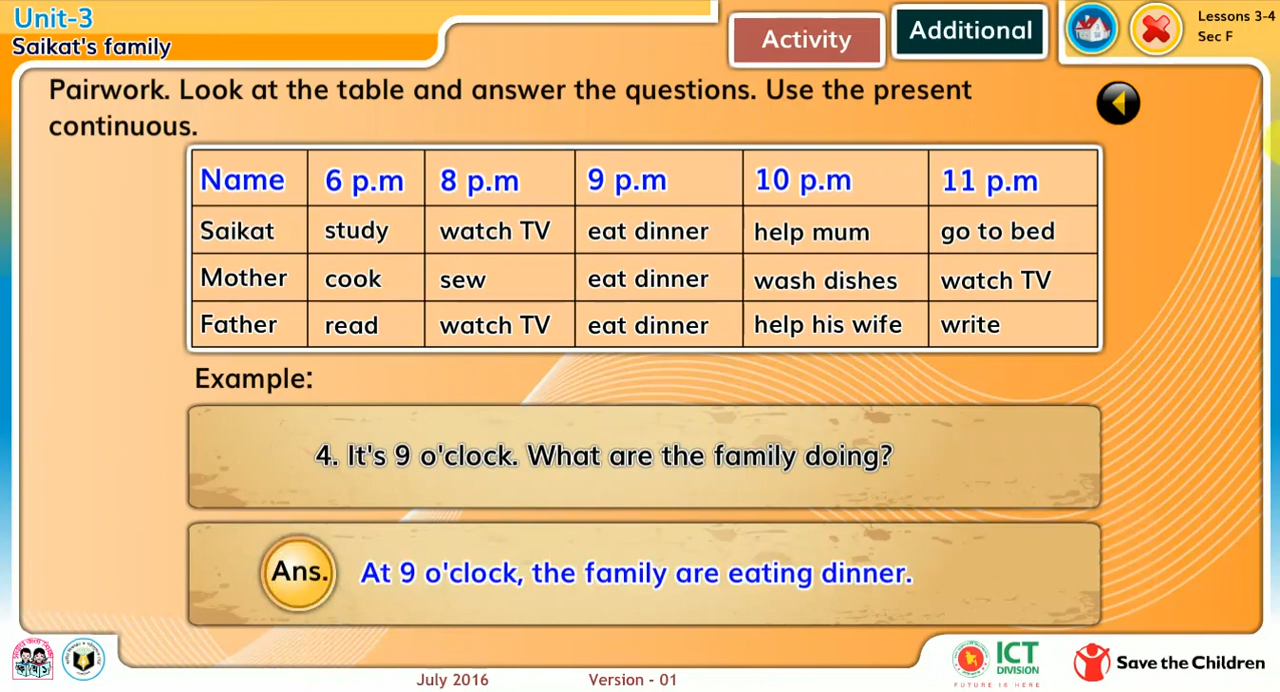 Unit-3
Saikat's family
Activity
Additional
Lessons 3-4
Sec F
Pairwork. Look at the table and answer the questions. Use the present
continuous.
Name 6 p.m 8 p.m 9 p.m 10 p.m 11 p.m
Saikat study watch TV eat dinner help mum go to bed
Mother cook sew eat dinner wash dishes watch TV
Father read watch TV eat dinner help his wife write
Example:
4. It's 9 o'clock. What are the family doing?
Ans. At 9 o'clock, the family are eating dinner.
July 2016 Version - 01
ICT
DIVISION
FUTURE IS HERE
Save the Children